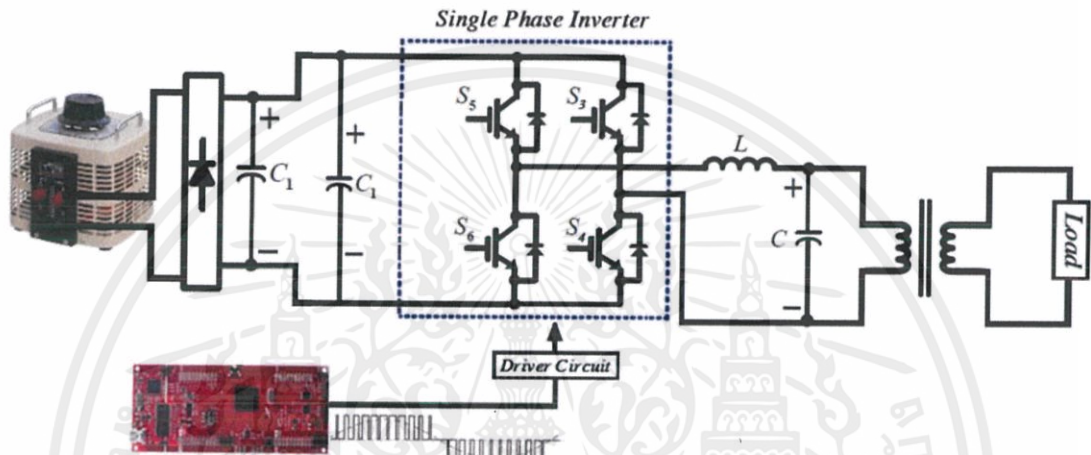 Single Phase Inverter
S5
S3
+
C1
−
+
C1
−
S6
S4
L
+
C
−
Load
Driver Circuit